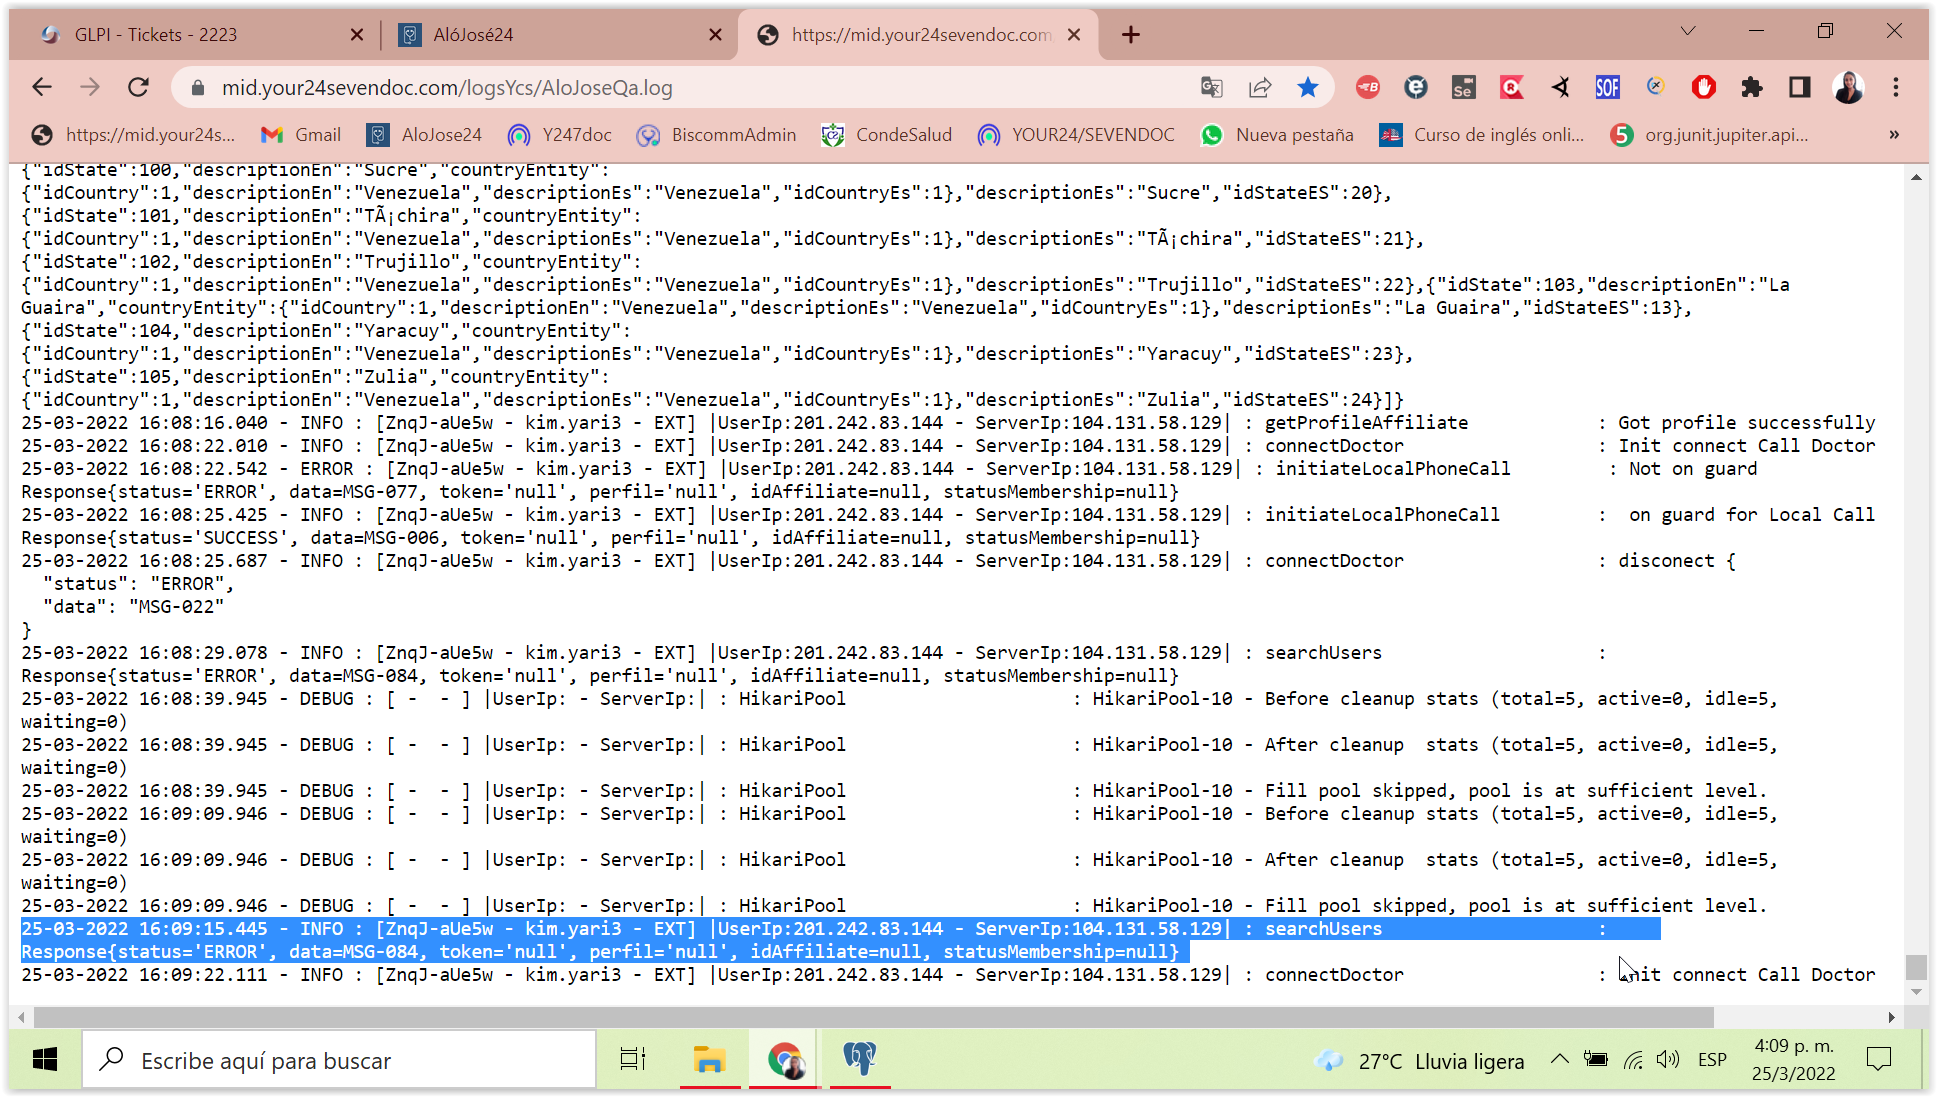 GLPI - Tickets - 2223
AlóJosé24
https://mid.your24sevendoc.com
mid.your24sevendoc.com/logsYcs/AloJoseQa.log
Se
SOF
https://mid.your24s...
Gmail
AloJose24
Y247doc
BiscommAdmin
CondeSalud
YOUR24/SEVENDOC
Nueva pestaña
Curso de inglés onli...
org.junit.jupiter.api...
»
{"idState":100,"descriptionEn":"Sucre","countryEntity":
{"idCountry":1,"descriptionEn":"Venezuela","descriptionEs":"Venezuela","idCountryEs":1},"descriptionEs":"Sucre","idStateES":20},
{"idState":101,"descriptionEn":"TÃ¡chira","countryEntity":
{"idCountry":1,"descriptionEn":"Venezuela","descriptionEs":"Venezuela","idCountryEs":1},"descriptionEs":"TÃ¡chira","idStateES":21},
{"idState":102,"descriptionEn":"Trujillo","countryEntity":
{"idCountry":1,"descriptionEn":"Venezuela","descriptionEs":"Venezuela","idCountryEs":1},"descriptionEs":"Trujillo","idStateES":22},{"idState":103,"descriptionEn":"La
Guaira","countryEntity":{"idCountry":1,"descriptionEn":"Venezuela","descriptionEs":"Venezuela","idCountryEs":1},"descriptionEs":"La Guaira","idStateES":13},
{"idState":104,"descriptionEn":"Yaracuy","countryEntity":
{"idCountry":1,"descriptionEn":"Venezuela","descriptionEs":"Venezuela","idCountryEs":1},"descriptionEs":"Yaracuy","idStateES":23},
{"idState":105,"descriptionEn":"Zulia","countryEntity":
{"idCountry":1,"descriptionEn":"Venezuela","descriptionEs":"Venezuela","idCountryEs":1},"descriptionEs":"Zulia","idStateES":24}]}
25-03-2022 16:08:16.040 - INFO : [ZnqJ-aUe5w - kim.yari3 - EXT] |UserIp:201.242.83.144 - ServerIp:104.131.58.129| : getProfileAffiliate : Got profile successfully
25-03-2022 16:08:22.010 - INFO : [ZnqJ-aUe5w - kim.yari3 - EXT] |UserIp:201.242.83.144 - ServerIp:104.131.58.129| : connectDoctor : Init connect Call Doctor
25-03-2022 16:08:22.542 - ERROR : [ZnqJ-aUe5w - kim.yari3 - EXT] |UserIp:201.242.83.144 - ServerIp:104.131.58.129| : initiateLocalPhoneCall : Not on guard
Response{status='ERROR', data=MSG-077, token='null', perfil='null', idAffiliate=null, statusMembership=null}
25-03-2022 16:08:25.425 - INFO : [ZnqJ-aUe5w - kim.yari3 - EXT] |UserIp:201.242.83.144 - ServerIp:104.131.58.129| : initiateLocalPhoneCall : on guard for Local Call
Response{status='SUCCESS', data=MSG-006, token='null', perfil='null', idAffiliate=null, statusMembership=null}
25-03-2022 16:08:25.687 - INFO : [ZnqJ-aUe5w - kim.yari3 - EXT] |UserIp:201.242.83.144 - ServerIp:104.131.58.129| : connectDoctor : disconect {
"status": "ERROR",
"data": "MSG-022"
}
25-03-2022 16:08:29.078 - INFO : [ZnqJ-aUe5w - kim.yari3 - EXT] |UserIp:201.242.83.144 - ServerIp:104.131.58.129| : searchUsers :
Response{status='ERROR', data=MSG-084, token='null', perfil='null', idAffiliate=null, statusMembership=null}
25-03-2022 16:08:39.945 - DEBUG : [ - - ] |UserIp: - ServerIp:| : HikariPool : HikariPool-10 - Before cleanup stats (total=5, active=0, idle=5,
waiting=0)
25-03-2022 16:08:39.945 - DEBUG : [ - - ] |UserIp: - ServerIp:| : HikariPool : HikariPool-10 - After cleanup stats (total=5, active=0, idle=5,
waiting=0)
25-03-2022 16:08:39.945 - DEBUG : [ - - ] |UserIp: - ServerIp:| : HikariPool : HikariPool-10 - Fill pool skipped, pool is at sufficient level.
25-03-2022 16:09:09.946 - DEBUG : [ - - ] |UserIp: - ServerIp:| : HikariPool : HikariPool-10 - Before cleanup stats (total=5, active=0, idle=5,
waiting=0)
25-03-2022 16:09:09.946 - DEBUG : [ - - ] |UserIp: - ServerIp:| : HikariPool : HikariPool-10 - After cleanup stats (total=5, active=0, idle=5,
waiting=0)
25-03-2022 16:09:09.946 - DEBUG : [ - - ] |UserIp: - ServerIp:| : HikariPool : HikariPool-10 - Fill pool skipped, pool is at sufficient level.
25-03-2022 16:09:15.445 - INFO : [ZnqJ-aUe5w - kim.yari3 - EXT] |UserIp:201.242.83.144 - ServerIp:104.131.58.129| : searchUsers :
Response{status='ERROR', data=MSG-084, token='null', perfil='null', idAffiliate=null, statusMembership=null}
25-03-2022 16:09:22.111 - INFO : [ZnqJ-aUe5w - kim.yari3 - EXT] |UserIp:201.242.83.144 - ServerIp:104.131.58.129| : connectDoctor : Init connect Call Doctor
Escribe aquí para buscar
27°C Lluvia ligera
ESP
4:09 p. m.
25/3/2022